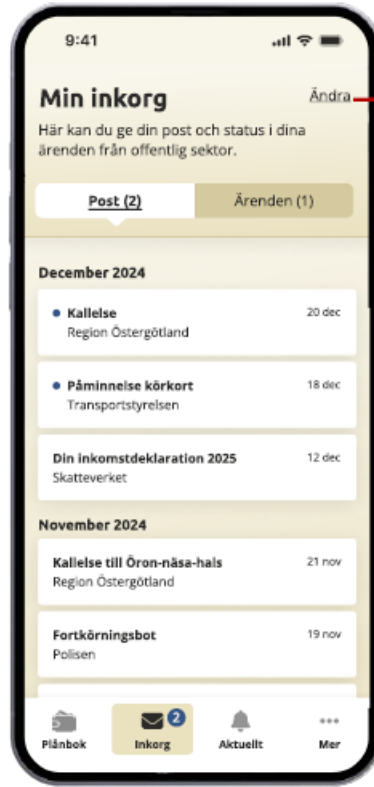 9:41
Min inkorg
Ändra
Här kan du ge din post och status i dina
ärenden från offentlig sektor.
Post (2)
Ärenden (1)
December 2024
Kallelse 20 dec
Region Östergötland
Påminnelse körkort 18 dec
Transportstyrelsen
Din inkomstdeklaration 2025 12 dec
Skatteverket
November 2024
Kallelse till Öron-näsa-hals 21 nov
Region Östergötland
Fortkörningsbot 19 nov
Polisen
2
Plånbok Inkorg Aktuellt Mer